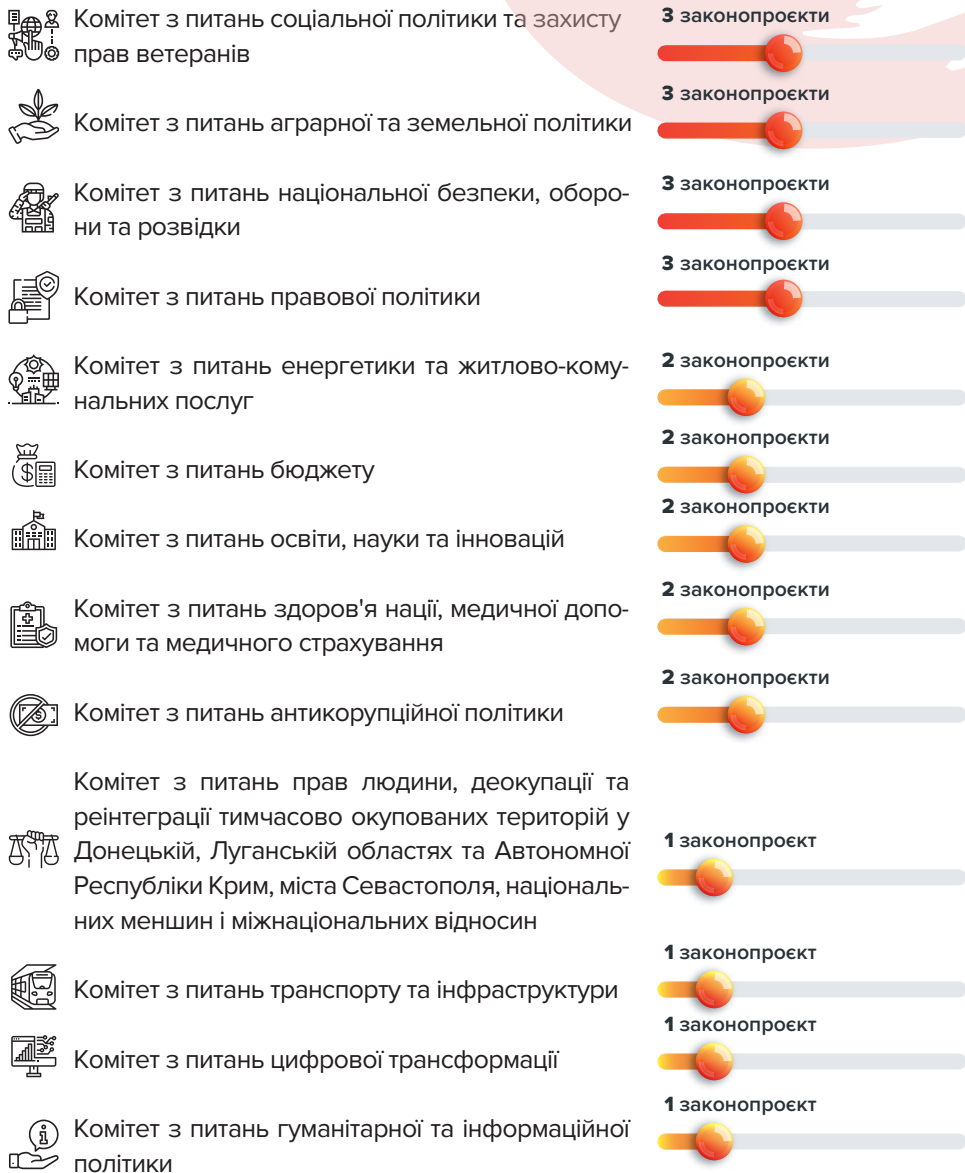 Комітет з питань соціальної політики та захисту
прав ветеранів
3 законопроєкти
Комітет з питань аграрної та земельної політики
3 законопроєкти
Комітет з питань національної безпеки, оборо-
ни та розвідки
3 законопроєкти
Комітет з питань правової політики
3 законопроєкти
Комітет з питань енергетики та житлово-кому-
нальних послуг
2 законопроєкти
Комітет з питань бюджету
2 законопроєкти
Комітет з питань освіти, науки та інновацій
2 законопроєкти
Комітет з питань здоров'я нації, медичної допо-
моги та медичного страхування
2 законопроєкти
Комітет з питань антикорупційної політики
2 законопроєкти
Комітет з питань прав людини, деокупації та
реінтеграції тимчасово окупованих територій у
Донецькій, Луганській областях та Автономної
Республіки Крим, міста Севастополя, національ-
них меншин і міжнаціональних відносин
1 законопроєкт
Комітет з питань транспорту та інфраструктури
1 законопроєкт
Комітет з питань цифрової трансформації
1 законопроєкт
Комітет з питань гуманітарної та інформаційної
політики
1 законопроєкт